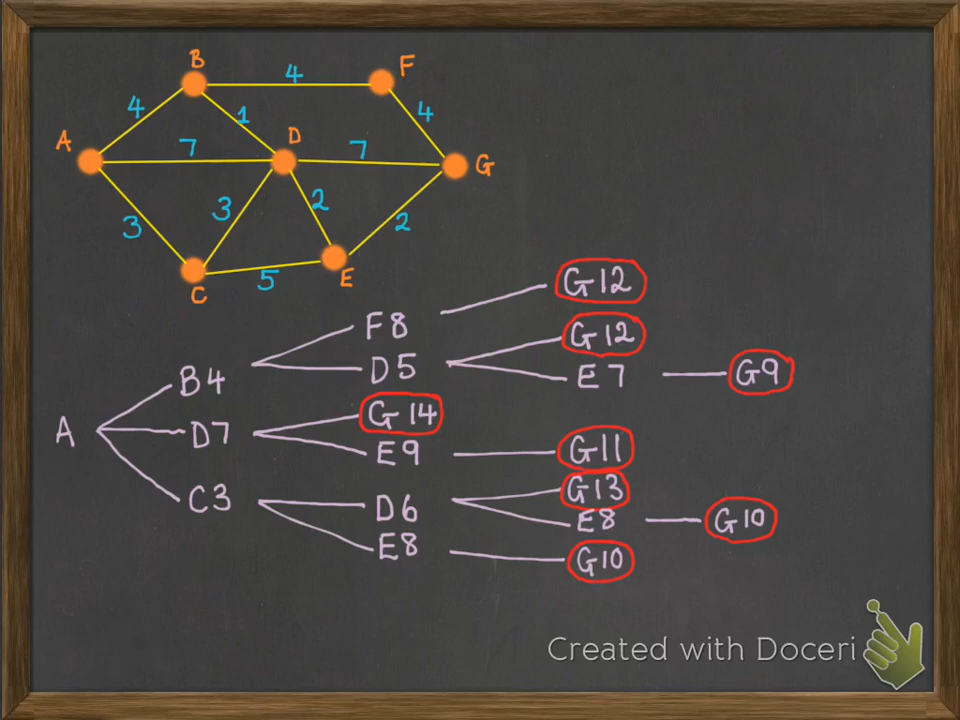 B
F
4
4
1
4
D
A
7
7
G
3
3
2
2
5
E
C
G12
F8
G12
D5
E7
G9
B4
G14
A
D7
E9
G11
C3
G13
D6
E8
G10
E8
G10
Created with Doceri